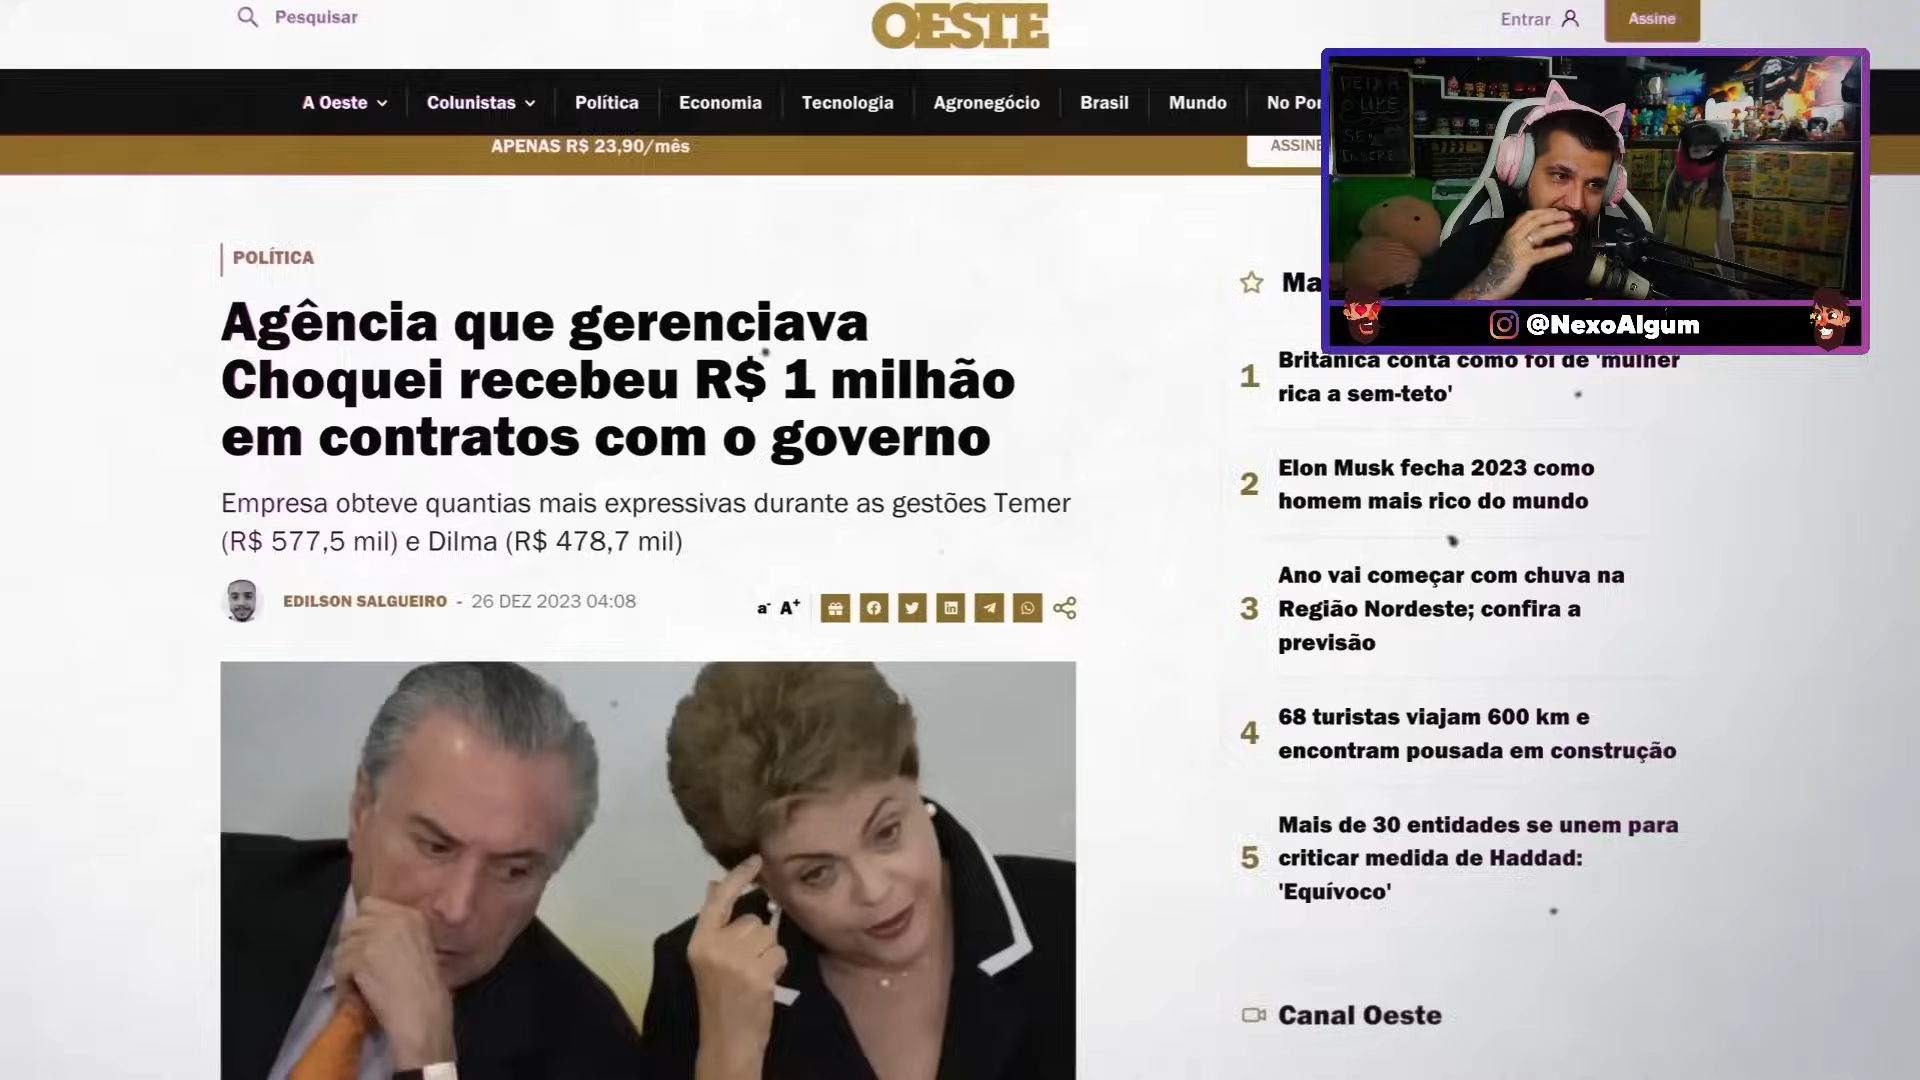 Pesquisar
OESTE
Entrar
Assine
A Oeste
Colunistas
Política
Economia
Tecnologia
Agronegócio
Brasil
Mundo
No Pon
APENAS R$ 23,90/mês
ASSINE
POLÍTICA
Agência que gerenciava
Choquei recebeu R$ 1 milhão
em contratos com o governo
Empresa obteve quantias mais expressivas durante as gestões Temer
(R$ 577,5 mil) e Dilma (R$ 478,7 mil)
EDILSON SALGUEIRO - 26 DEZ 2023 04:08
a- A+
DEIXA
O LIKE
@NexoAlgum
Ma
1 Britânica conta como foi de 'mulher
rica a sem-teto'
2 Elon Musk fecha 2023 como
homem mais rico do mundo
3 Ano vai começar com chuva na
Região Nordeste; confira a
previsão
4 68 turistas viajam 600 km e
encontram pousada em construção
5 Mais de 30 entidades se unem para
criticar medida de Haddad:
'Equívoco'
Canal Oeste